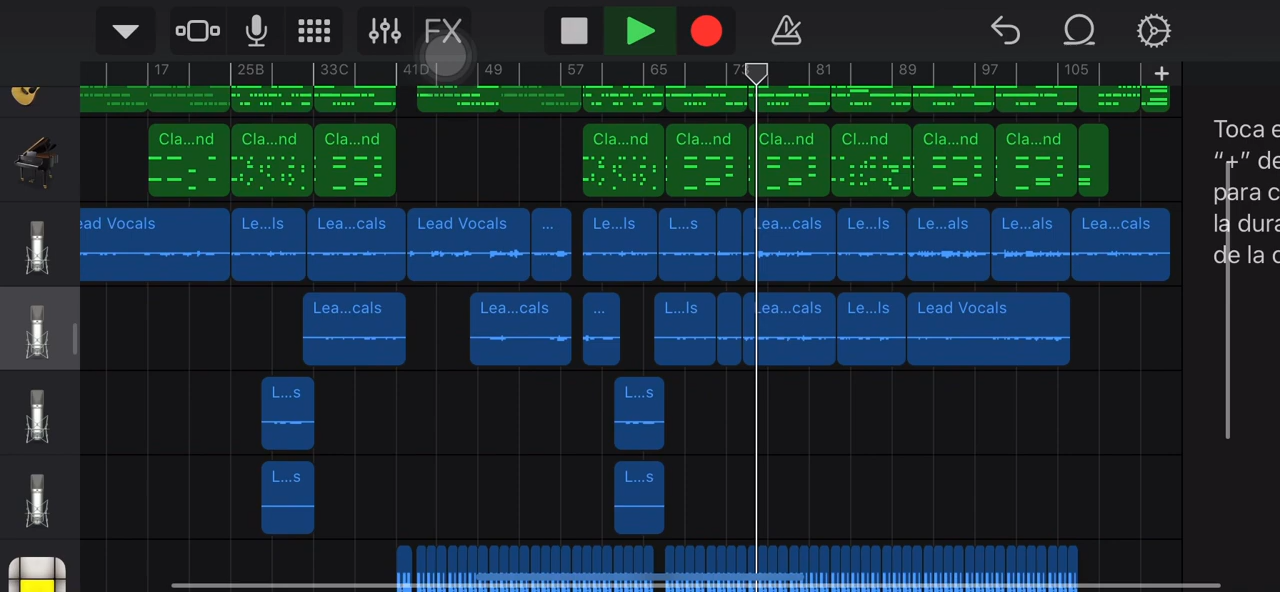 FX
17 25B 33C 41D 49 57 65 73 81 89 97 105 +
Cla...nd Cla...nd Cla...nd Cla...nd Cla...nd Cla...nd Cl...nd Cla...nd Cla...nd
ead Vocals Le...ls Lea...cals Lead Vocals ... Le...ls L...s Lea...cals Le...ls Le...als Le...als Lea...cals
Lea...cals Lea...cals ... L...ls Lea...cals Le...ls Lead Vocals
L...s L...s
L...s L...s
Toca e
“+” de
para c
la dura
de la c